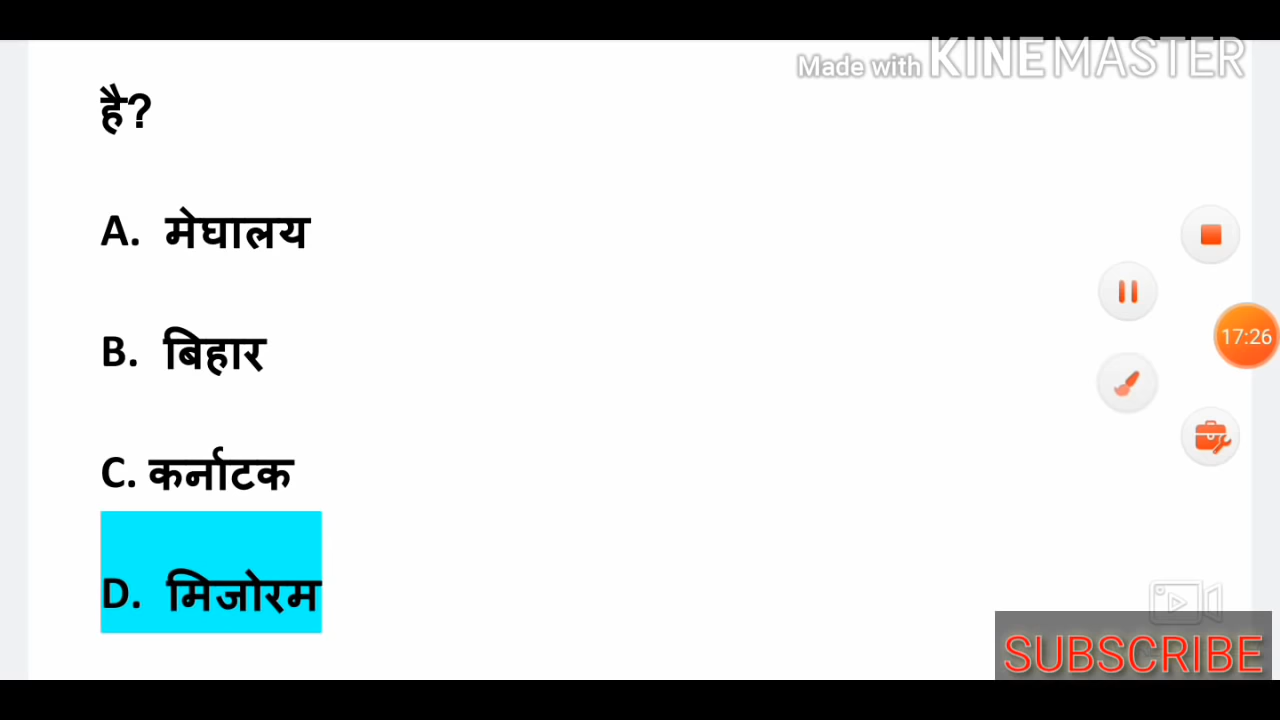 Made with KINEMASTER
है?
A. मेघालय
B. बिहार
C. कर्नाटक
D. मिजोरम
17:26
SUBSCRIBE